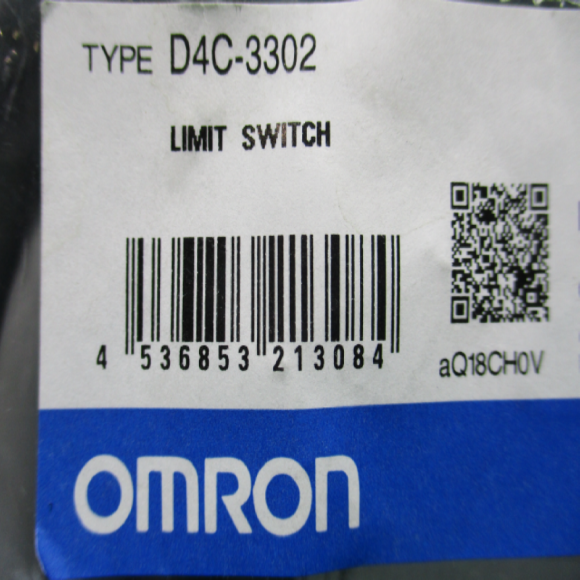 TYPE D4C-3302
LIMIT SWITCH
4 536853 213084
aQ18CH0V
OMRON